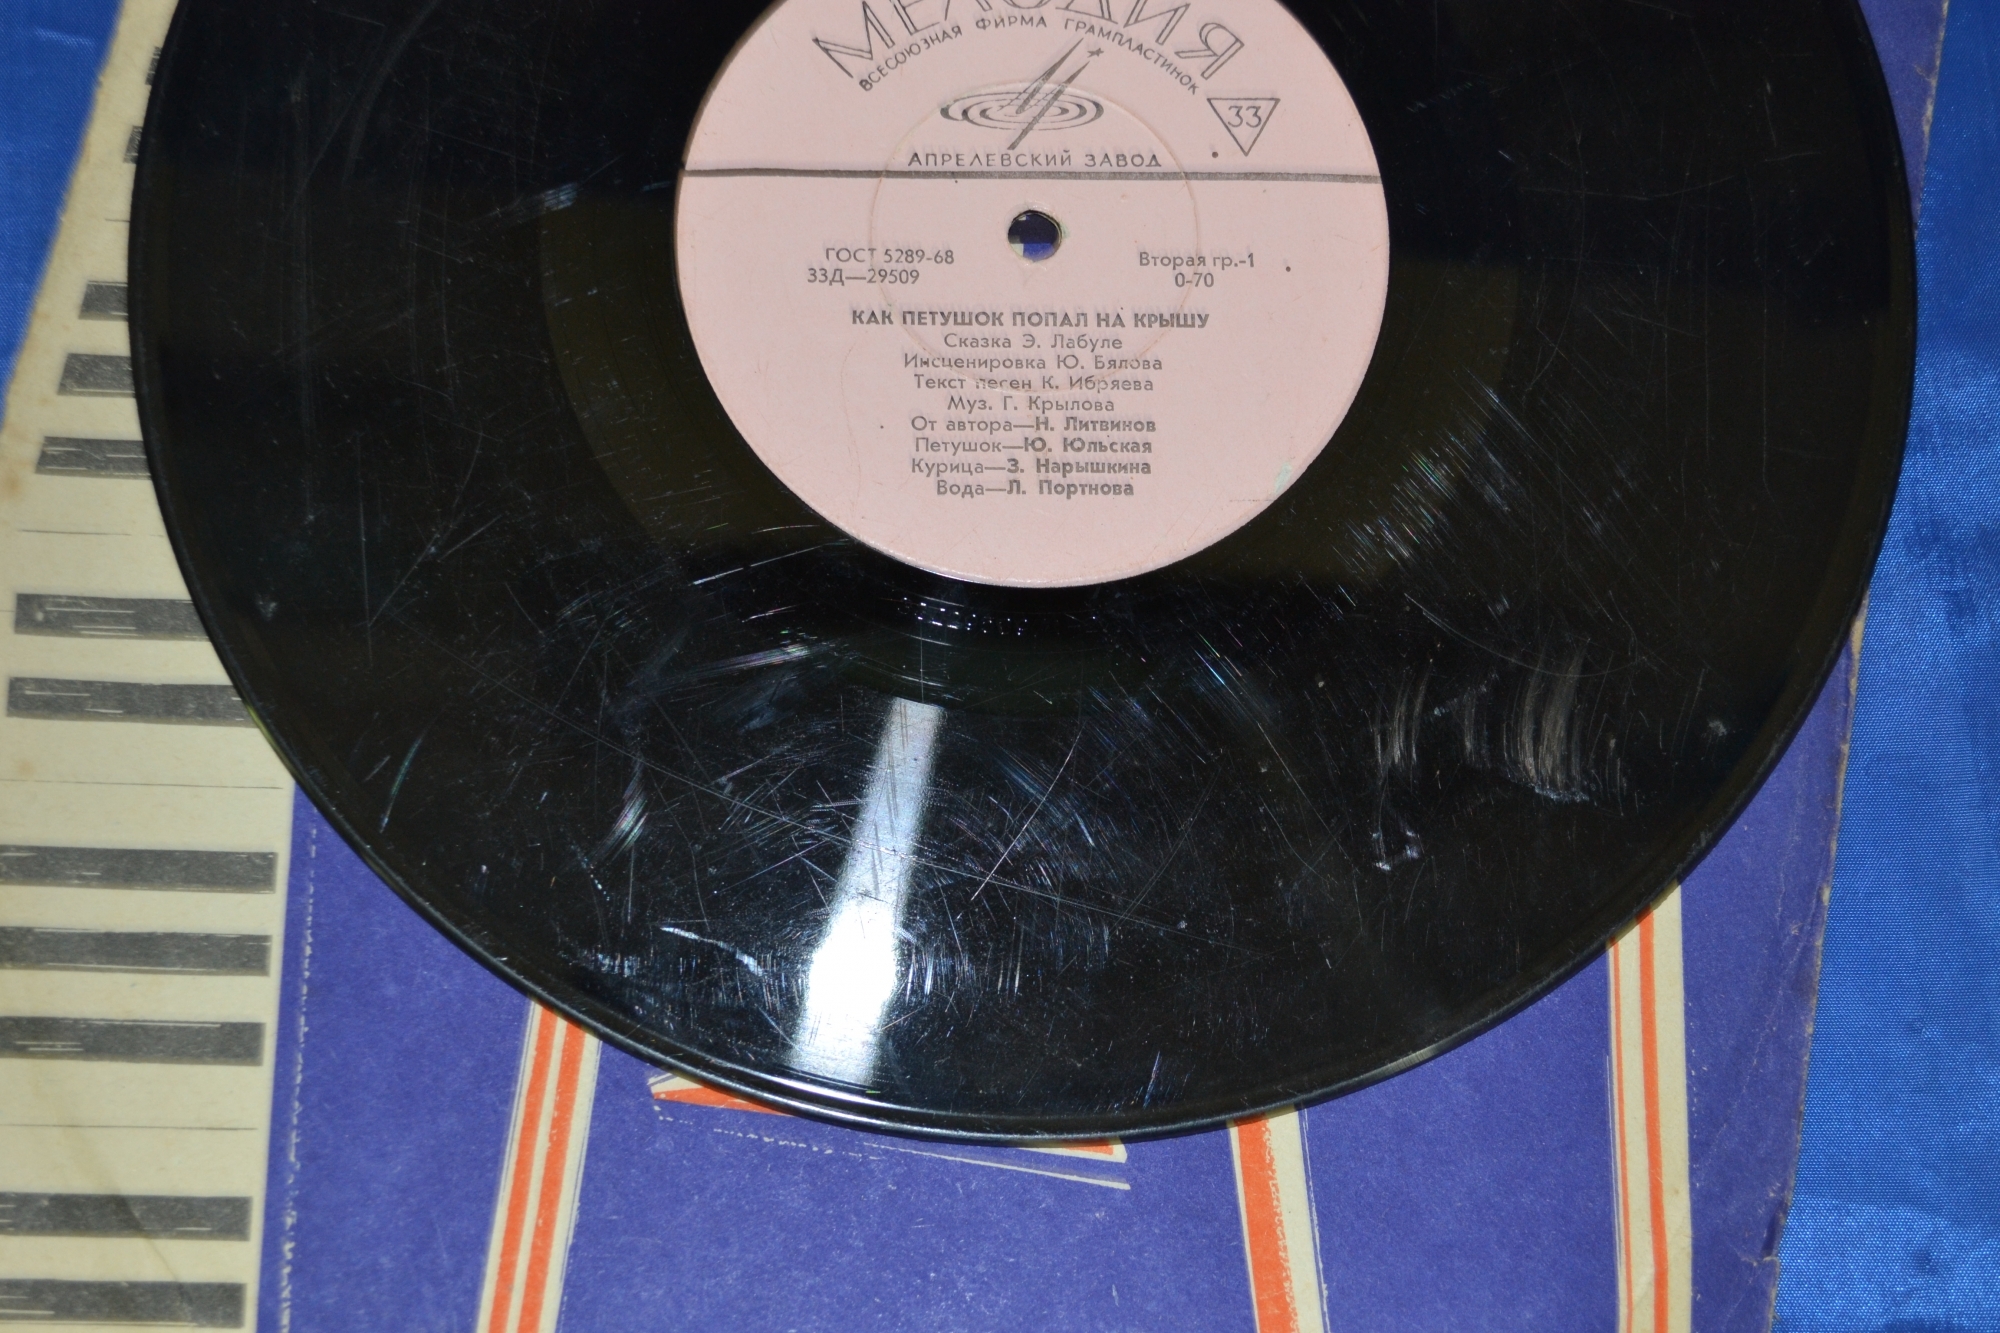 МЕЛОДИЯ
ВСЕСОЮЗНАЯ ФИРМА ГРАМПЛАСТИНОК
33
АПРЕЛЕВСКИЙ ЗАВОД
ГОСТ 5289-68
33Д—29509
Вторая гр.-1
0-70
КАК ПЕТУШОК ПОПАЛ НА КРЫШУ
Сказка Э. Лабуле
Инсценировка Ю. Бялова
Текст песен К. Ибряева
Муз. Г. Крылова
От автора—Н. Литвинов
Петушок—Ю. Юльская
Курица—З. Нарышкина
Вода—Л. Портнова